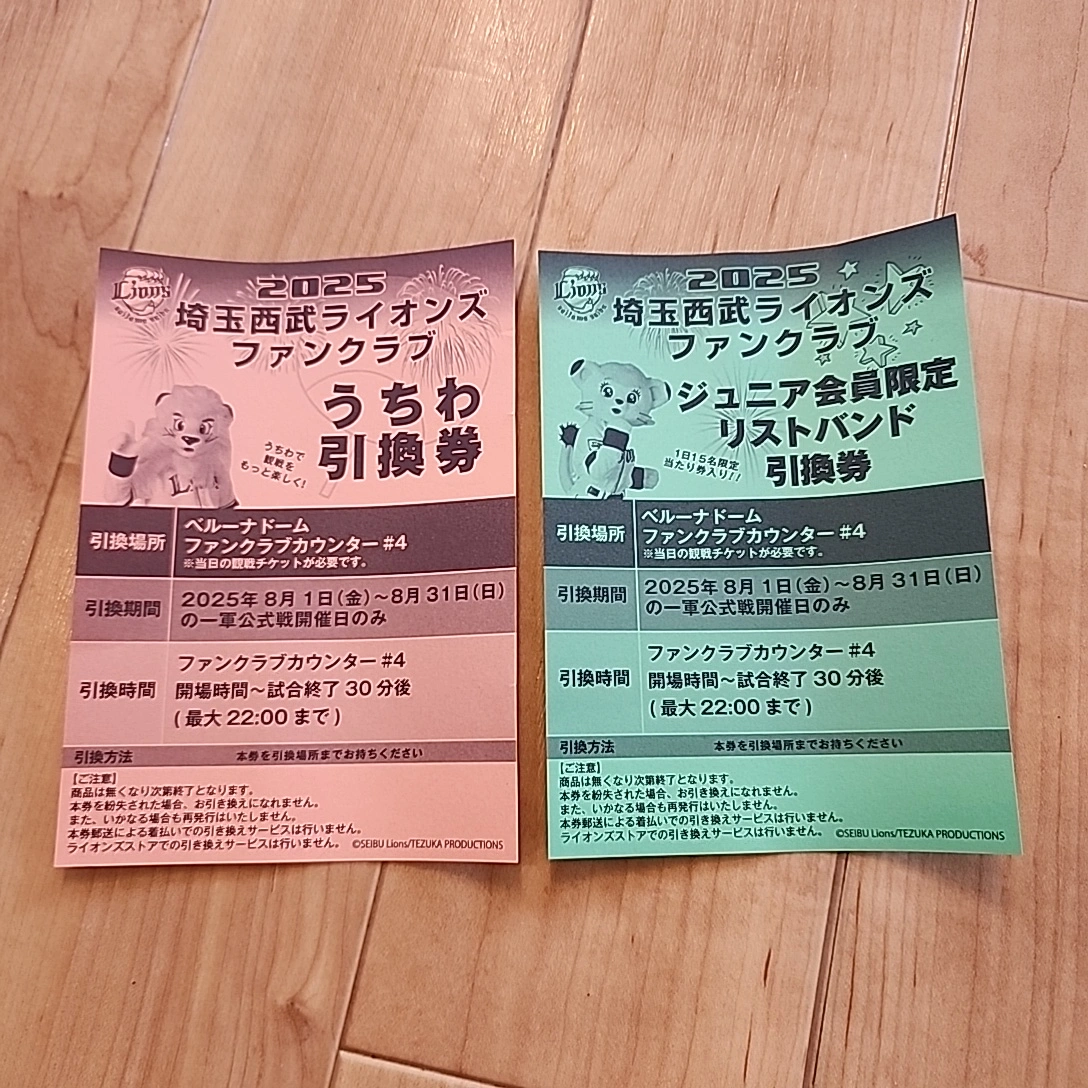 Lions
Saitama Seibu
2025
埼玉西武ライオンズ
ファンクラブ
うちわ
引換券
うちわで
観戦を
もっと楽しく!
引換場所
ベルーナドーム
ファンクラブカウンター #4
※当日の観戦チケットが必要です。
引換期間
2025年 8月 1日(金)～8月 31日(日)
の一軍公式戦開催日のみ
引換時間
ファンクラブカウンター #4
開場時間～試合終了 30 分後
( 最大 22:00 まで )
引換方法
本券を引換場所までお持ちください
【ご注意】
商品は無くなり次第終了となります。
本券を紛失された場合、お引き換えになれません。
また、いかなる場合も再発行はいたしません。
本券郵送による着払いでの引き換えサービスは行いません。
ライオンズストアでの引き換えサービスは行いません。
©SEIBU Lions/TEZUKA PRODUCTIONS
Lions
Saitama Seibu
2025
埼玉西武ライオンズ
ファンクラブ
ジュニア会員限定
リストバンド
引換券
1日15名限定
当たり券入り!!
引換場所
ベルーナドーム
ファンクラブカウンター #4
※当日の観戦チケットが必要です。
引換期間
2025年 8月 1日(金)～8月 31日(日)
の一軍公式戦開催日のみ
引換時間
ファンクラブカウンター #4
開場時間～試合終了 30 分後
( 最大 22:00 まで )
引換方法
本券を引換場所までお持ちください
【ご注意】
商品は無くなり次第終了となります。
本券を紛失された場合、お引き換えになれません。
また、いかなる場合も再発行はいたしません。
本券郵送による着払いでの引き換えサービスは行いません。
ライオンズストアでの引き換えサービスは行いません。
©SEIBU Lions/TEZUKA PRODUCTIONS